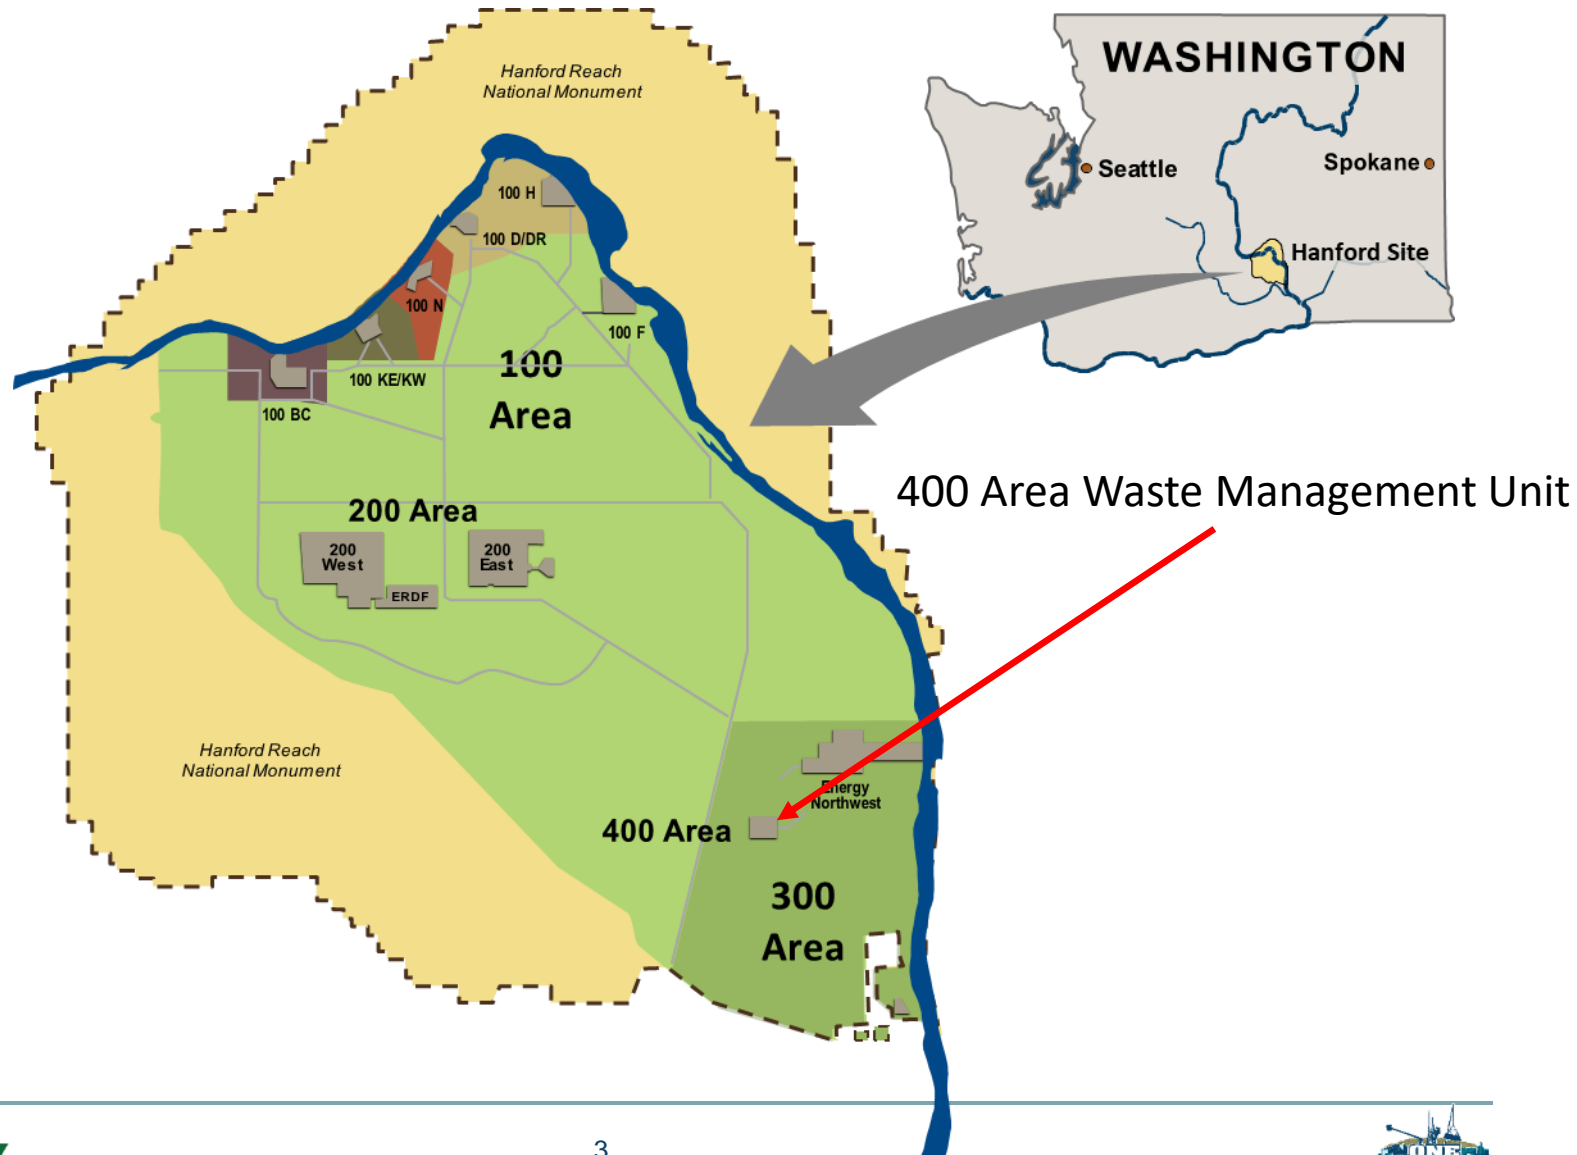 Hanford Reach
National Monument
WASHINGTON
Seattle
Spokane
Hanford Site
100 H
100 D/DR
100 N
100 F
100 KE/KW
100 BC
100
Area
400 Area Waste Management Unit
200 Area
200
West
200
East
ERDF
Hanford Reach
National Monument
Energy
Northwest
400 Area
300
Area
3
ONE